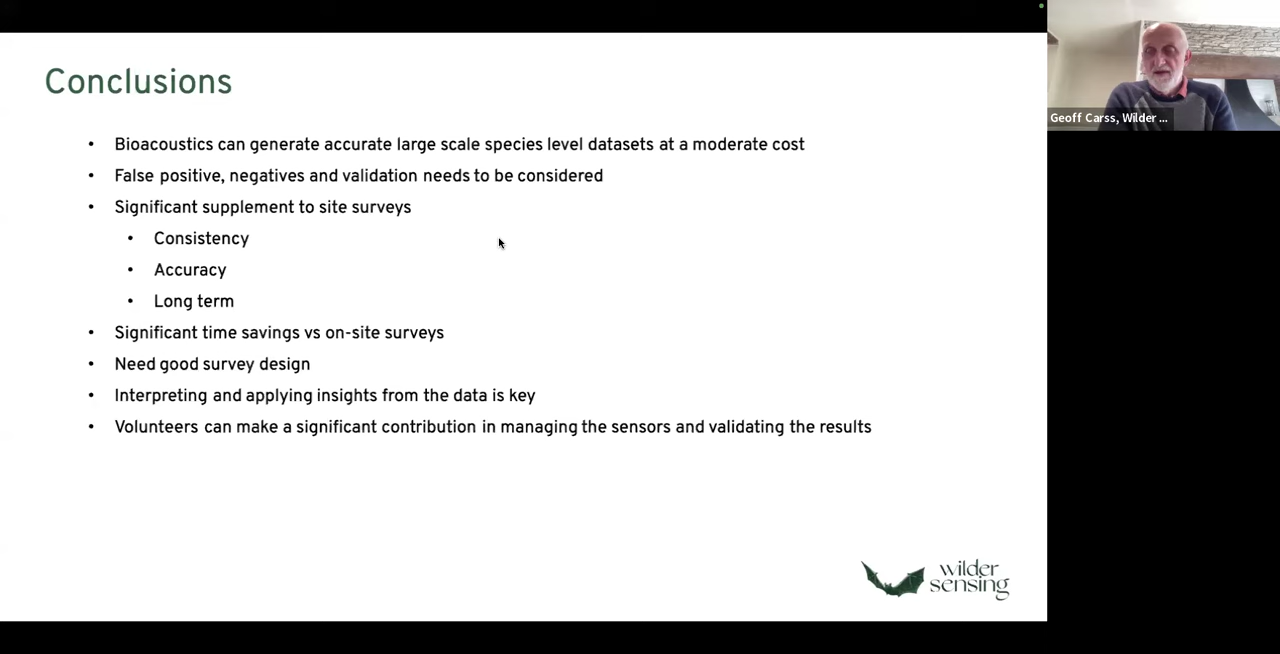 Conclusions
• Bioacoustics can generate accurate large scale species level datasets at a moderate cost
• False positive, negatives and validation needs to be considered
• Significant supplement to site surveys
• Consistency
• Accuracy
• Long term
• Significant time savings vs on-site surveys
• Need good survey design
• Interpreting and applying insights from the data is key
• Volunteers can make a significant contribution in managing the sensors and validating the results
wilder
sensing
Geoff Carss, Wilder ...